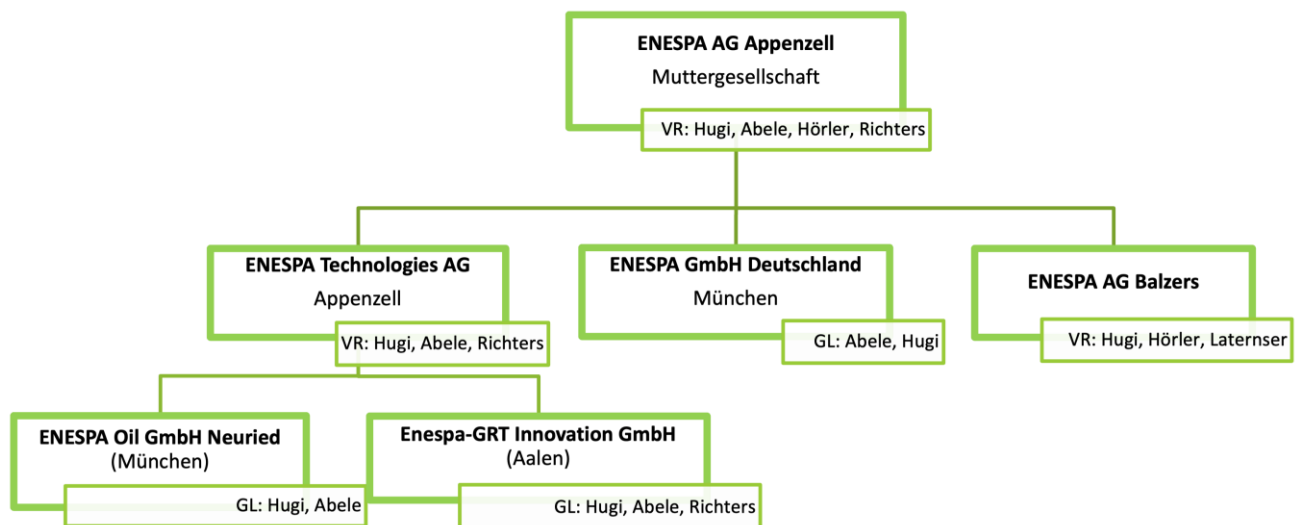 ENESPA AG Appenzell
Muttergesellschaft
VR: Hugi, Abele, Hörler, Richters
ENESPA Technologies AG
Appenzell
VR: Hugi, Abele, Richters
ENESPA GmbH Deutschland
München
GL: Abele, Hugi
ENESPA AG Balzers
VR: Hugi, Hörler, Laternser
ENESPA Oil GmbH Neuried
(München)
GL: Hugi, Abele
Enespa-GRT Innovation GmbH
(Aalen)
GL: Hugi, Abele, Richters